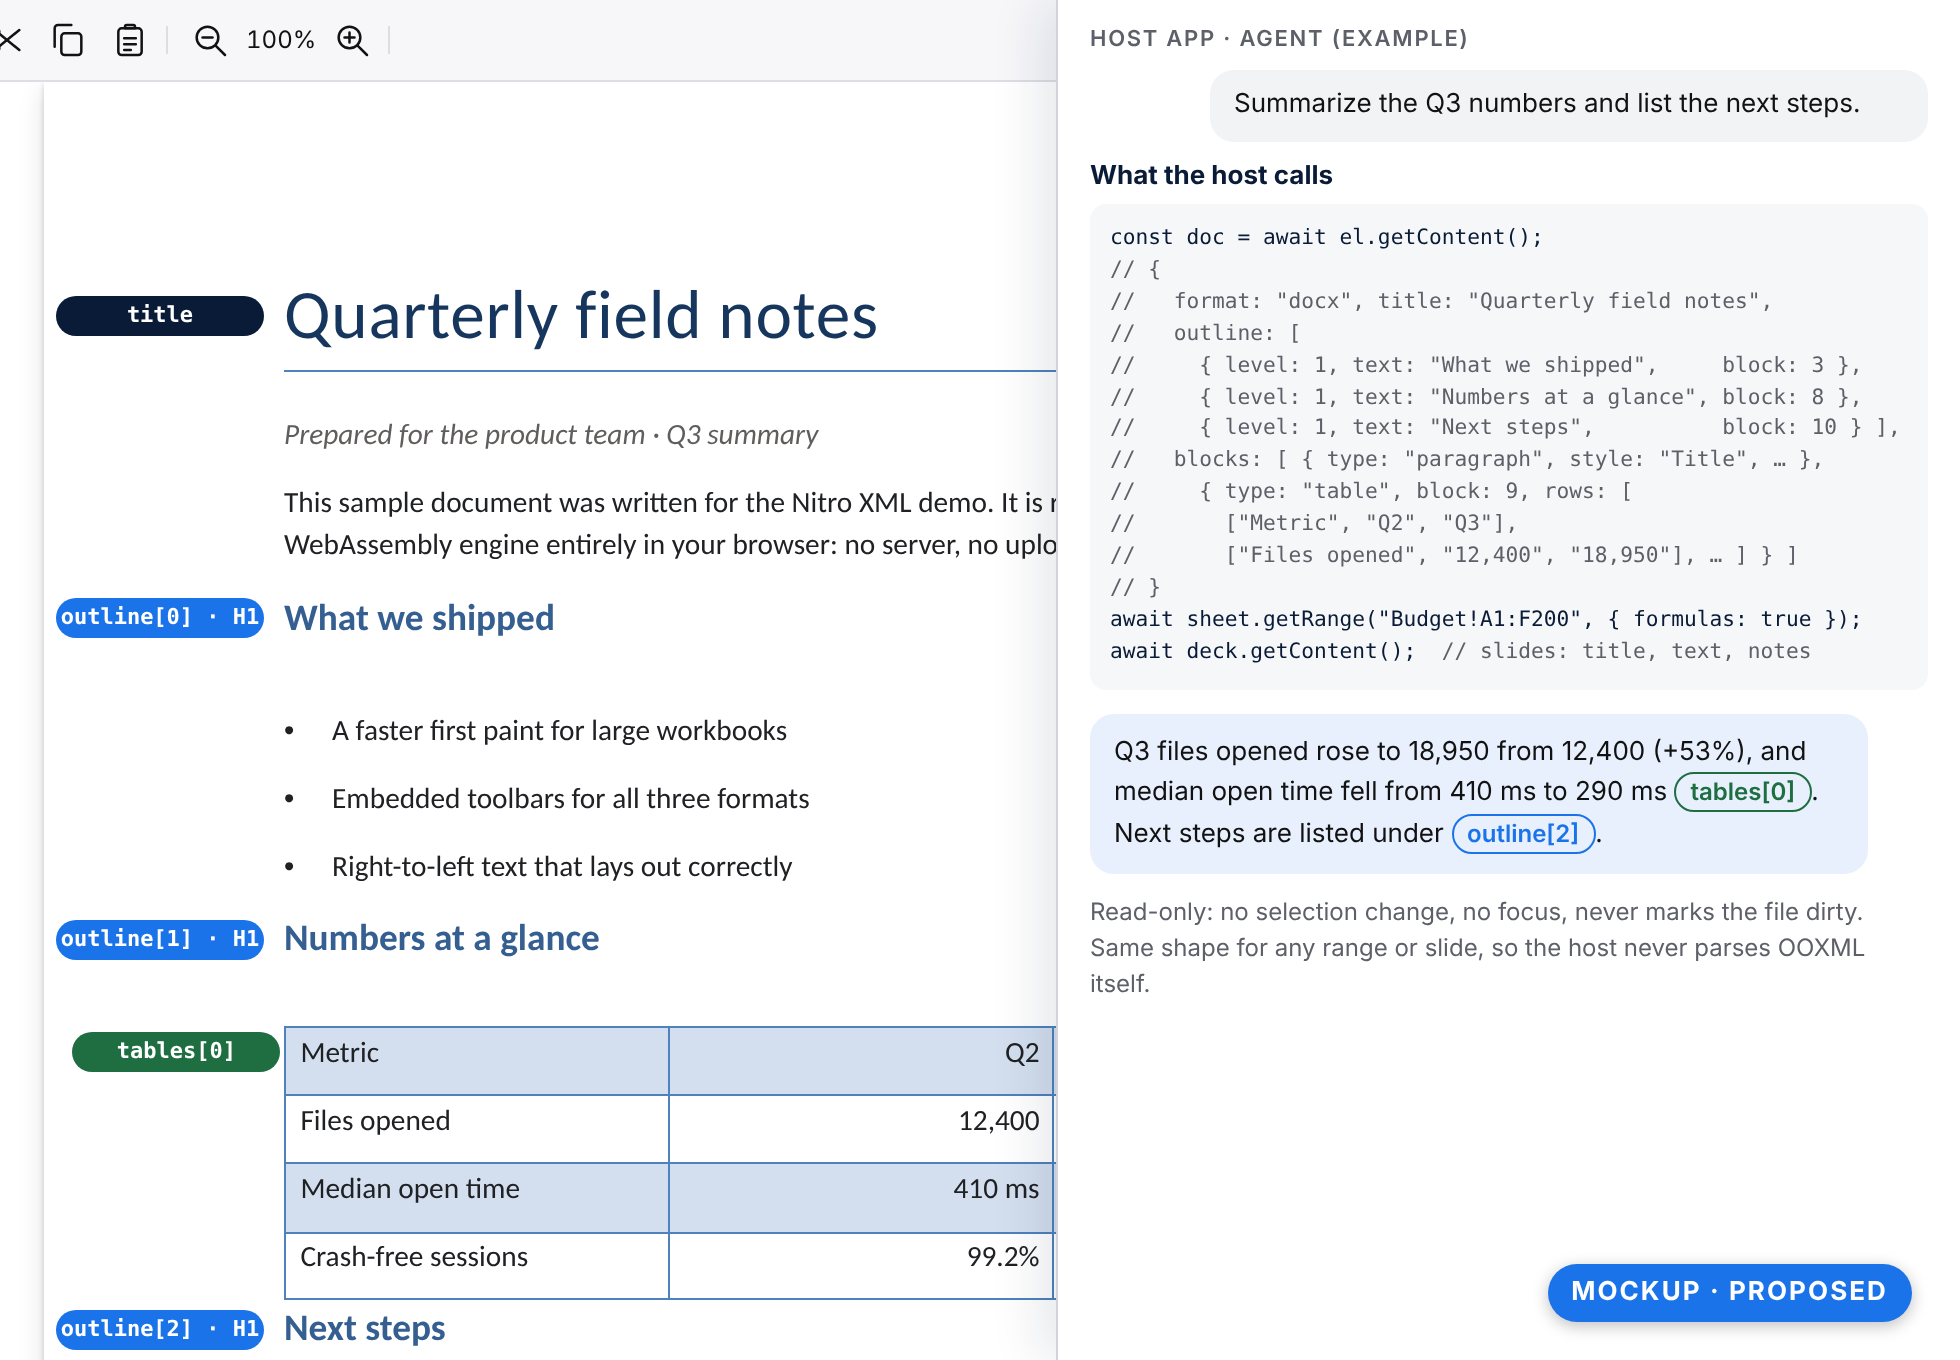 100%
title
Quarterly field notes
Prepared for the product team · Q3 summary
This sample document was written for the Nitro XML demo. It is
WebAssembly engine entirely in your browser: no server, no uplo
outline[0] · H1
What we shipped
• A faster first paint for large workbooks
• Embedded toolbars for all three formats
• Right-to-left text that lays out correctly
outline[1] · H1
Numbers at a glance
tables[0]
Metric Q2
Files opened 12,400
Median open time 410 ms
Crash-free sessions 99.2%
outline[2] · H1
Next steps
HOST APP · AGENT (EXAMPLE)
Summarize the Q3 numbers and list the next steps.
What the host calls
const doc = await el.getContent();
// {
//   format: "docx", title: "Quarterly field notes",
//   outline: [
//     { level: 1, text: "What we shipped",     block: 3 },
//     { level: 1, text: "Numbers at a glance", block: 8 },
//     { level: 1, text: "Next steps",          block: 10 } ],
//   blocks: [ { type: "paragraph", style: "Title", … },
//     { type: "table", block: 9, rows: [
//       ["Metric", "Q2", "Q3"],
//       ["Files opened", "12,400", "18,950"], … ] } ]
// }
await sheet.getRange("Budget!A1:F200", { formulas: true });
await deck.getContent();  // slides: title, text, notes
Q3 files opened rose to 18,950 from 12,400 (+53%), and
median open time fell from 410 ms to 290 ms tables[0].
Next steps are listed under outline[2].
Read-only: no selection change, no focus, never marks the file dirty.
Same shape for any range or slide, so the host never parses OOXML
itself.
MOCKUP · PROPOSED